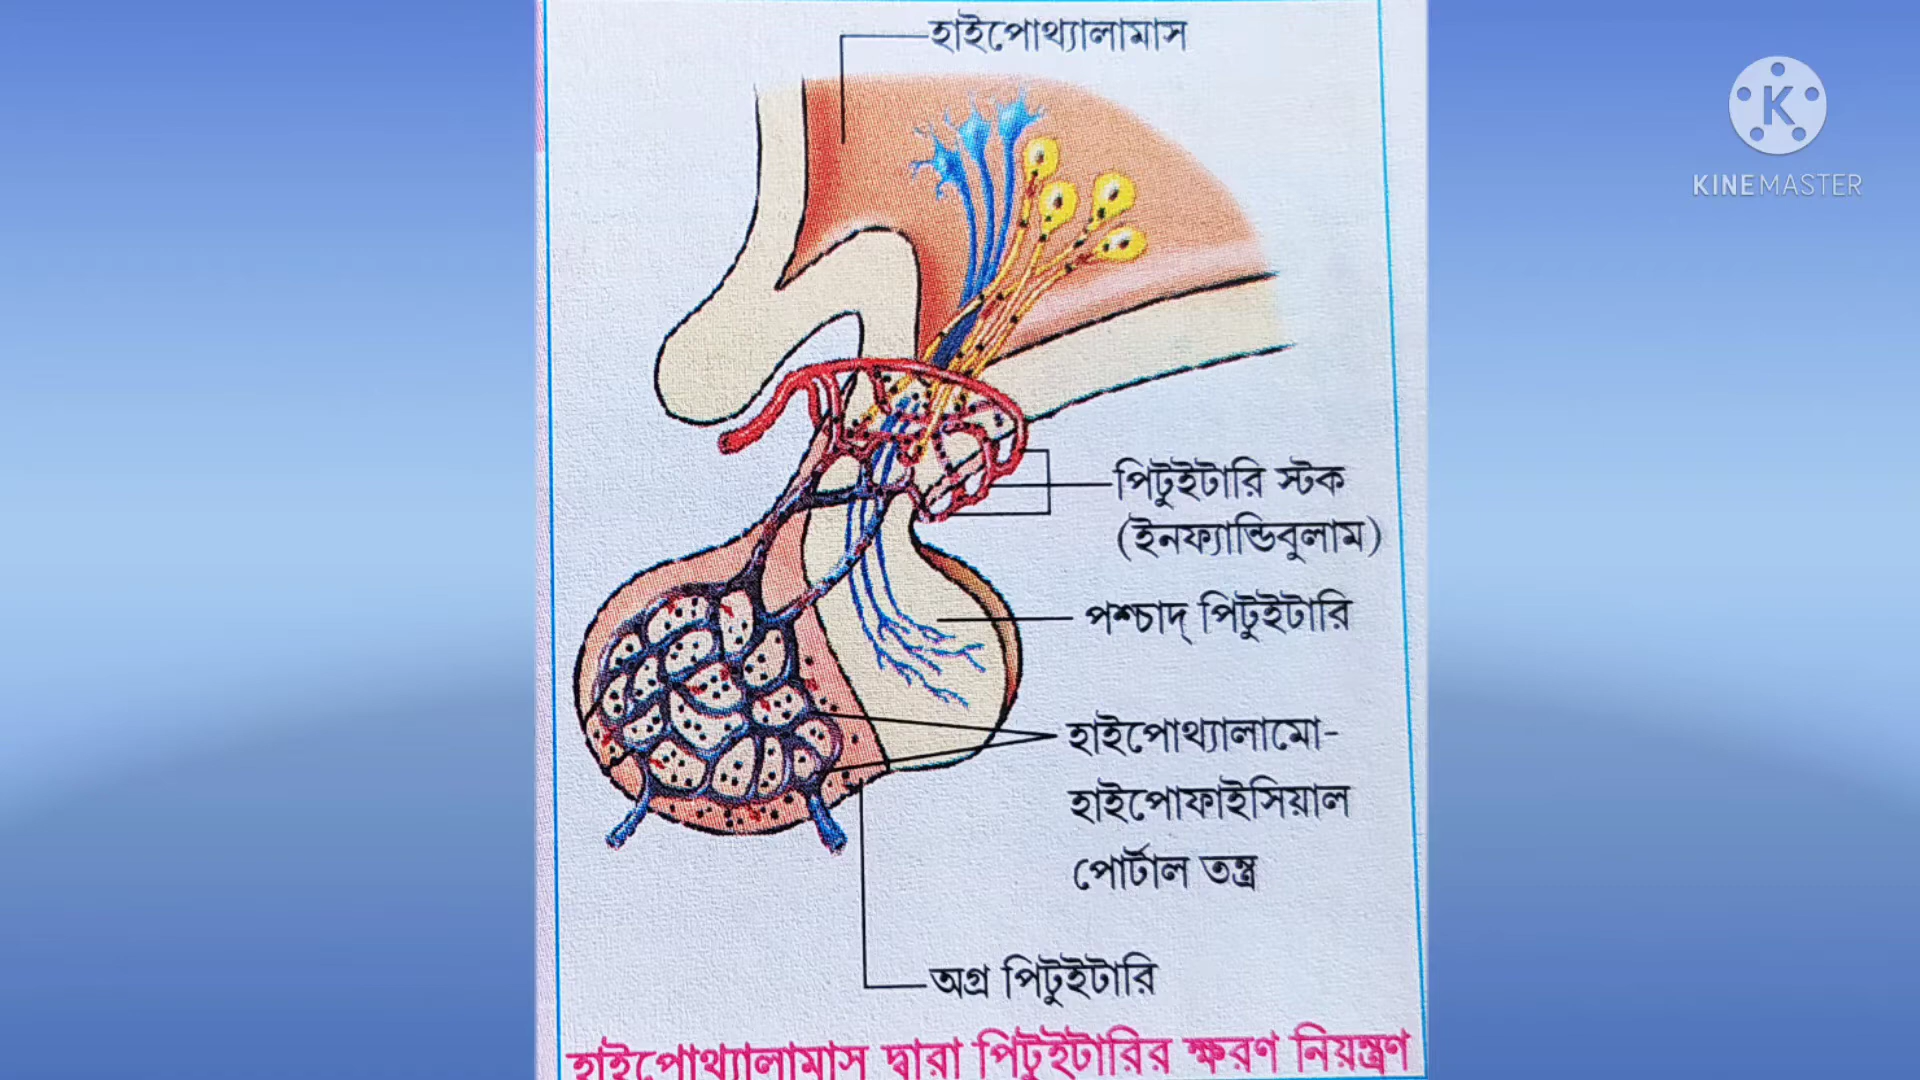 হাইপোথ্যালামাস
KINEMASTER
পিটুইটারি স্টক
(ইনফ্যান্ডিবুলাম)
পশ্চাদ্ পিটুইটারি
হাইপোথ্যালামো-
হাইপোফাইসিয়াল
পোর্টাল তন্ত্র
অগ্র পিটুইটারি
হাইপোথ্যালামাস দ্বারা পিটুইটারির ক্ষরণ নিয়ন্ত্রণ